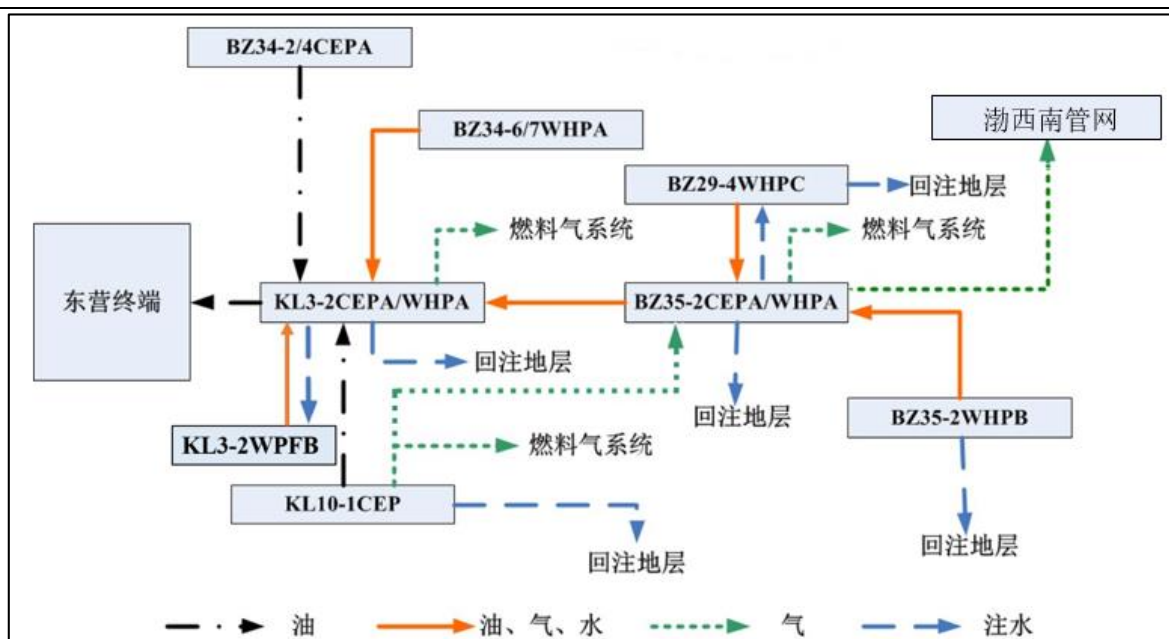 BZ34-2/4CEPA
BZ34-6/7WHPA
渤西南管网
BZ29-4WHPC
回注地层
燃料气系统
燃料气系统
东营终端
KL3-2CEPA/WHPA
BZ35-2CEPA/WHPA
回注地层
回注地层
BZ35-2WHPB
KL3-2WPFB
燃料气系统
KL10-1CEP
回注地层
回注地层
油
油、气、水
气
注水